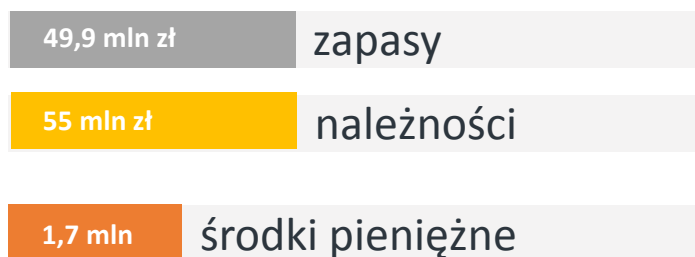 49,9 mln zł zapasy
55 mln zł należności
1,7 mln środki pieniężne